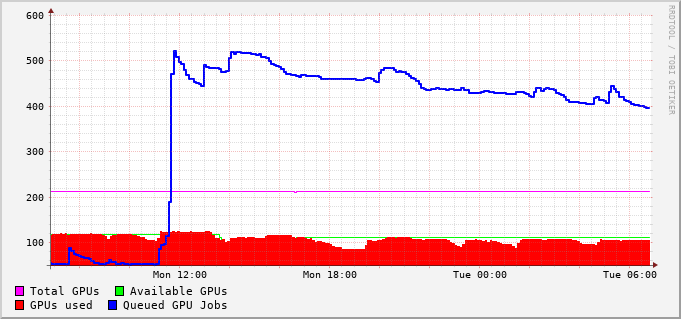 600
500
400
300
200
100
Mon 12:00 Mon 18:00 Tue 00:00 Tue 06:00
Total GPUs Available GPUs
GPUs used Queued GPU Jobs
RRDTOOL / TOBI OETIKER